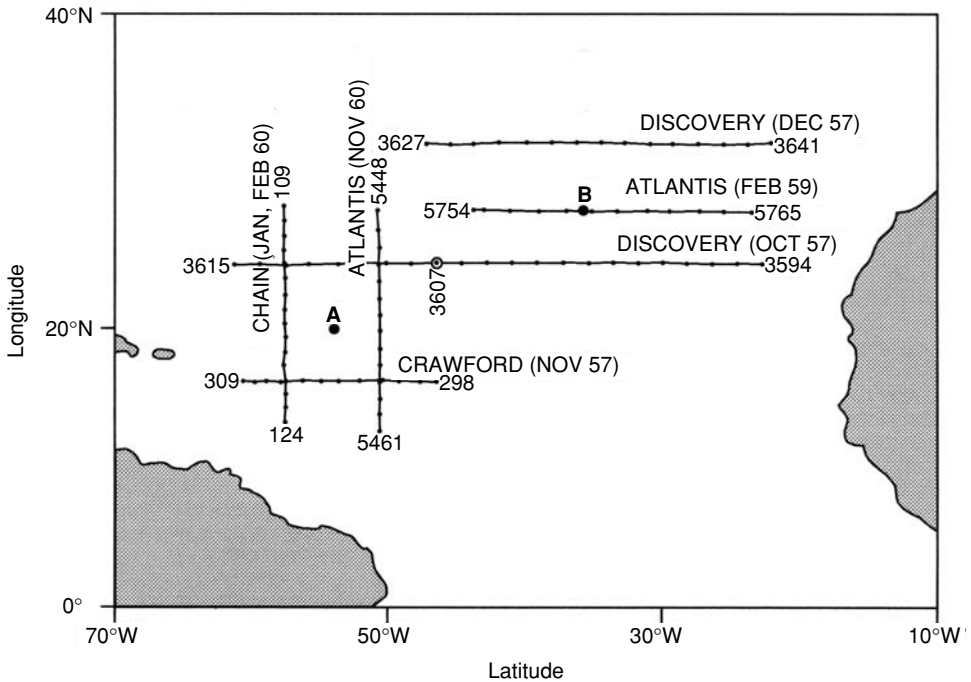 40°N
DISCOVERY (DEC 57)
3627
3641
CHAIN (JAN, FEB 60)
109
ATLANTIS (NOV 60)
5448
B
ATLANTIS (FEB 59)
5754
5765
DISCOVERY (OCT 57)
3615
3594
3607
Longitude
20°N
A
CRAWFORD (NOV 57)
309
298
124
5461
0°
70°W
50°W
30°W
10°W
Latitude